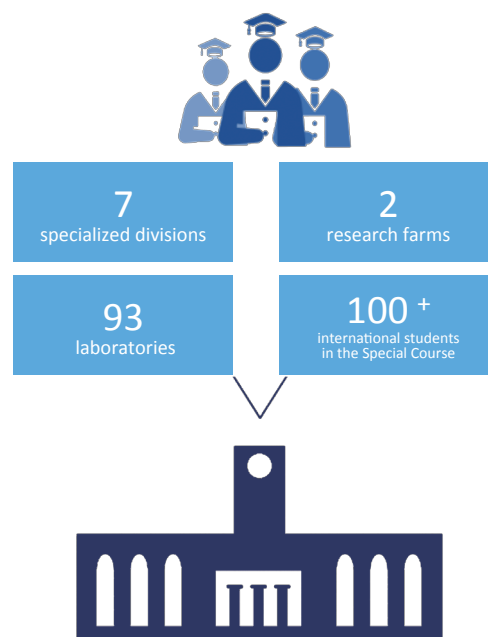 7
specialized divisions
2
research farms
93
laboratories
100 +
international students
in the Special Course